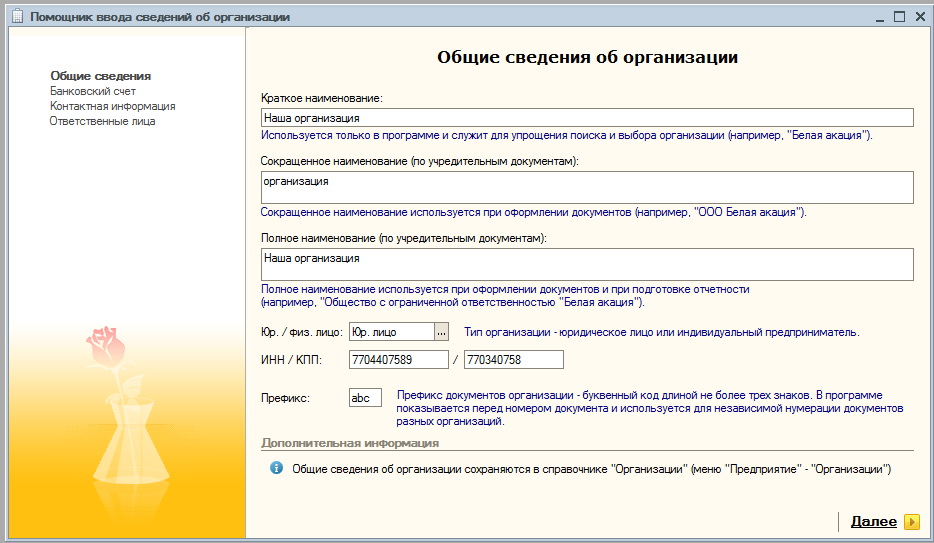 Помощник ввода сведений об организации
Общие сведения
Банковский счет
Контактная информация
Ответственные лица
Общие сведения об организации
Краткое наименование:
Наша организация
Используется только в программе и служит для упрощения поиска и выбора организации (например, "Белая акация").
Сокращенное наименование (по учредительным документам):
организация
Сокращенное наименование используется при оформлении документов (например, "ООО Белая акация").
Полное наименование (по учредительным документам):
Наша организация
Полное наименование используется при оформлении документов и при подготовке отчетности
(например, "Общество с ограниченной ответственностью "Белая акация").
Юр. / физ. лицо: Юр. лицо ... Тип организации - юридическое лицо или индивидуальный предприниматель.
ИНН / КПП: 7704407589 / 770340758
Префикс: abc Префикс документов организации - буквенный код длиной не более трех знаков. В программе
показывается перед номером документа и используется для независимой нумерации документов
разных организаций.
Дополнительная информация
Общие сведения об организации сохраняются в справочнике "Организации" (меню "Предприятие" - "Организации")
Далее